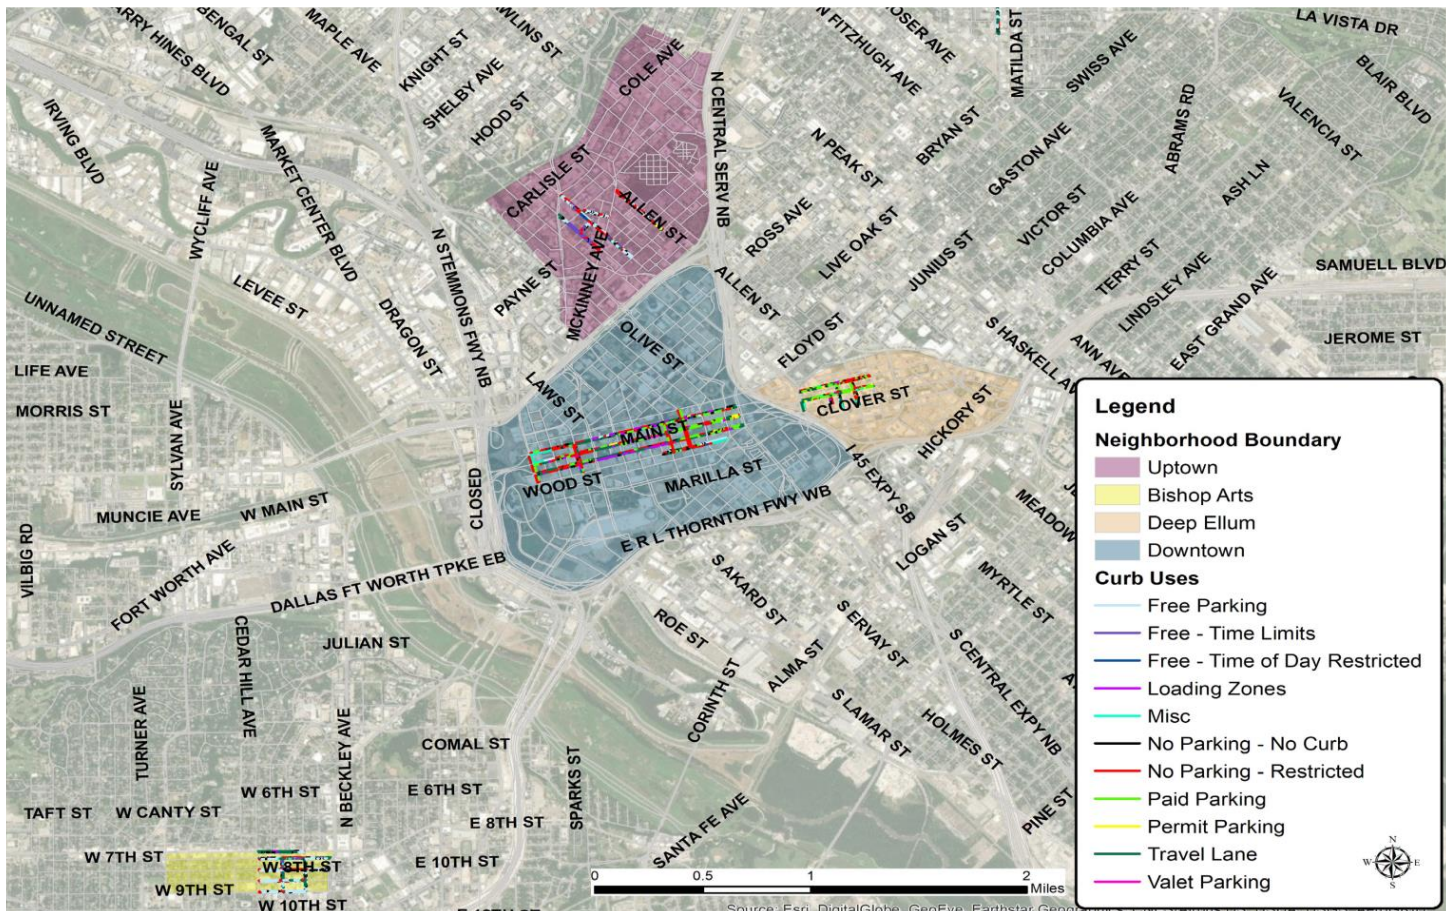 LA VISTA DR
BLAIR BLVD
VALENCIA ST
MATILDA ST
SWISS AVE
ABRAMS RD
N FITZHUGH AVE
MAPLE AVE
BENGAL ST
KNIGHT ST
SHELBY AVE
HOOD ST
COLE AVE
N CENTRAL SERV NB
N PEAK ST
BRYAN ST
GASTON AVE
ASH LN
IRVING BLVD
WYCLIFF AVE
MARKET CENTER BLVD
CARLISLE ST
ALLEN ST
ROSS AVE
LIVE OAK ST
VICTOR ST
COLUMBIA AVE
JUNIUS ST
TERRY ST
LINDSLEY AVE
EAST GRAND AVE
SAMUELL BLVD
JEROME ST
UNNAMED STREET
LEVEE ST
DRAGON ST
N STEMMONS FWY NB
PAYNE ST
MCKINNEY AVE
ALLEN ST
FLOYD ST
S HASKELL AV
ANN AVE
LIFE AVE
MORRIS ST
SYLVAN AVE
LAWS ST
OLIVE ST
MAIN ST
CLOVER ST
HICKORY ST
WOOD ST
MARILLA ST
I 45 EXPY SB
CLOSED
E R L THORNTON FWY WB
VILBIG RD
MUNCIE AVE
W MAIN ST
FORT WORTH AVE
DALLAS FT WORTH TPKE EB
LOGAN ST
MEADOW
MYRTLE ST
S AKARD ST
ROE ST
S SERVAY ST
ALMA ST
CORINTH ST
S LAMAR ST
HOLMES ST
S CENTRAL EXPY NB
PINE ST
JULIAN ST
CEDAR HILL AVE
TURNER AVE
N BECKLEY AVE
COMAL ST
SPARKS ST
W 6TH ST
E 6TH ST
TAFT ST
W CANTY ST
E 8TH ST
SANTA FE AVE
W 7TH ST
W 8TH ST
E 10TH ST
W 9TH ST
W 10TH ST
Legend
Neighborhood Boundary
Uptown
Bishop Arts
Deep Ellum
Downtown
Curb Uses
Free Parking
Free - Time Limits
Free - Time of Day Restricted
Loading Zones
Misc
No Parking - No Curb
No Parking - Restricted
Paid Parking
Permit Parking
Travel Lane
Valet Parking
N
W
E
S
0 0.5 1 2
Miles
Source: Esri, DigitalGlobe, GeoEye, Earthstar